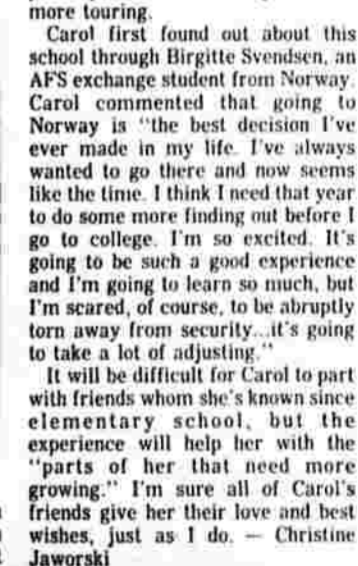 more touring.
Carol first found out about this
school through Birgitte Svendsen, an
AFS exchange student from Norway.
Carol commented that going to
Norway is "the best decision I've
ever made in my life. I've always
wanted to go there and now seems
like the time. I think I need that year
to do some more finding out before I
go to college. I'm so excited. It's
going to be such a good experience
and I'm going to learn so much, but
I'm scared, of course, to be abruptly
torn away from security...it's going
to take a lot of adjusting."
It will be difficult for Carol to part
with friends whom she's known since
elementary school, but the
experience will help her with the
"parts of her that need more
growing." I'm sure all of Carol's
friends give her their love and best
wishes, just as I do. — Christine
Jaworski